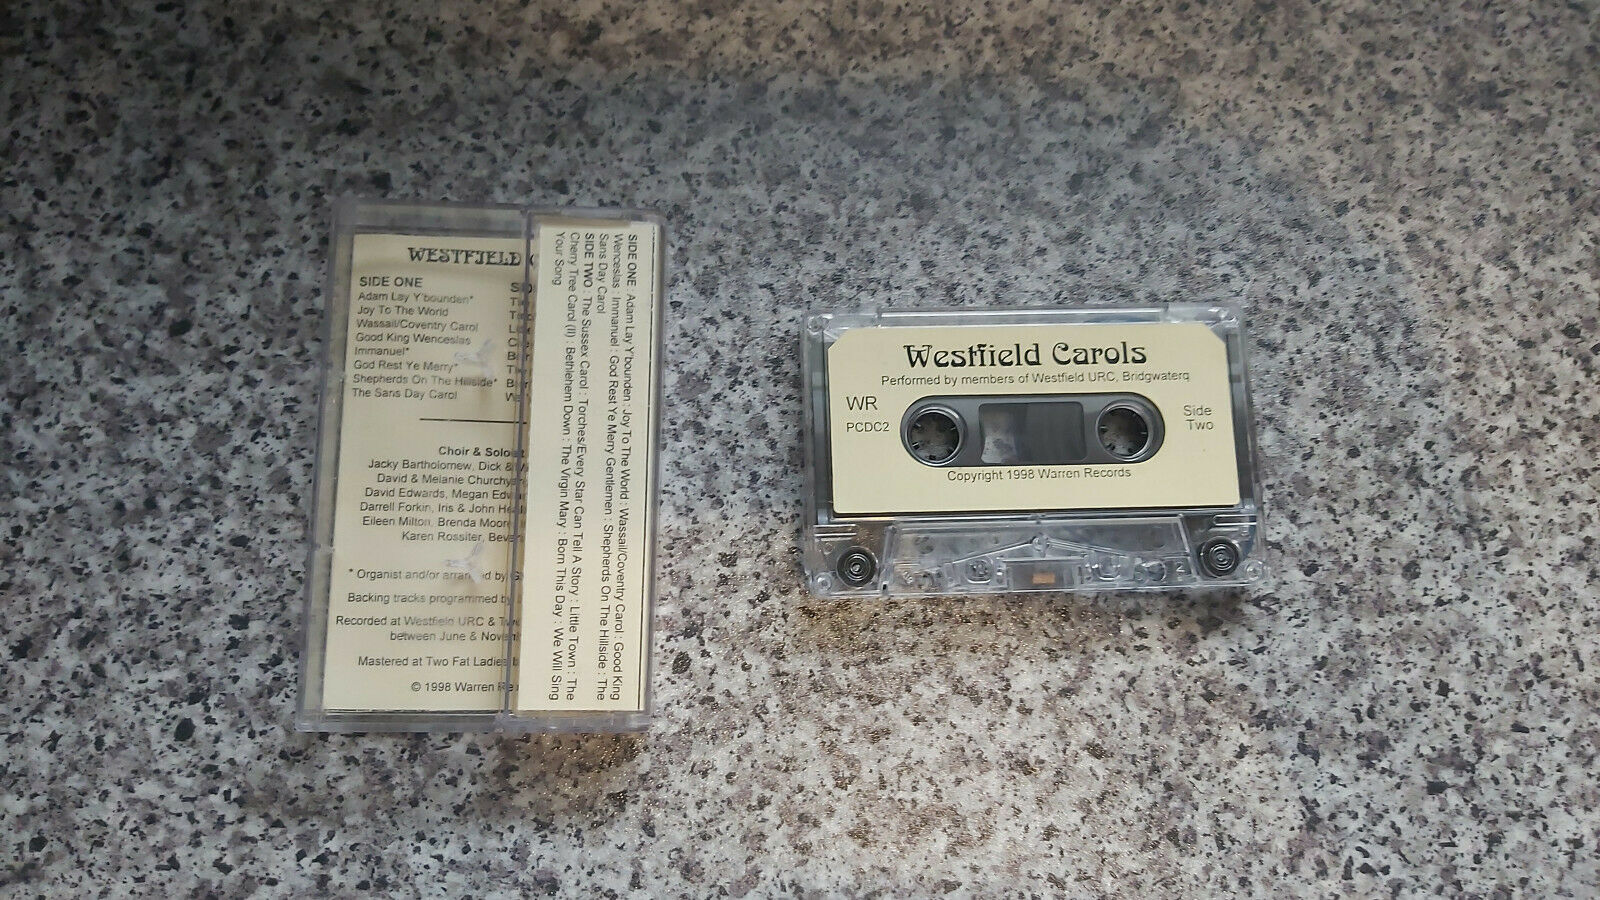 WESTFIELD
SIDE ONE
Adam Lay Y'bounden*
Joy To The World
Wassail/Coventry Carol
Good King Wenceslas
Immanuel*
God Rest Ye Merry*
Shepherds On The Hillside*
The Sans Day Carol
Choir & Soloist
Jacky Bartholomew, Dick &
David & Melanie Churchya
David Edwards, Megan Edw
Darrell Forkin, Iris & John
Eileen Milton, Brenda Moore
Karen Rossiter, Bever
* Organist and/or arranged by
Backing tracks programmed by
Recorded at Westfield URC & Two
between June & Novem
Mastered at Two Fat Ladies
© 1998 Warren Re
SIDE ONE : Adam Lay Y'bounden : Joy To The World : Wassail/Coventry Carol : Good King
Wenceslas : Immanuel : God Rest Ye Merry Gentlemen : Shepherds On The Hillside : The
Sans Day Carol
SIDE TWO : The Sussex Carol : Torches/Every Star Can Tell A Story : Little Town : The
Cherry Tree Carol (II) : Bethlehem Down : The Virgin Mary : Born This Day : We Will Sing
Your Song
Westfield Carols
Performed by members of Westfield URC, Bridgwaterq
WR
PCDC2
Side
Two
Copyright 1998 Warren Records